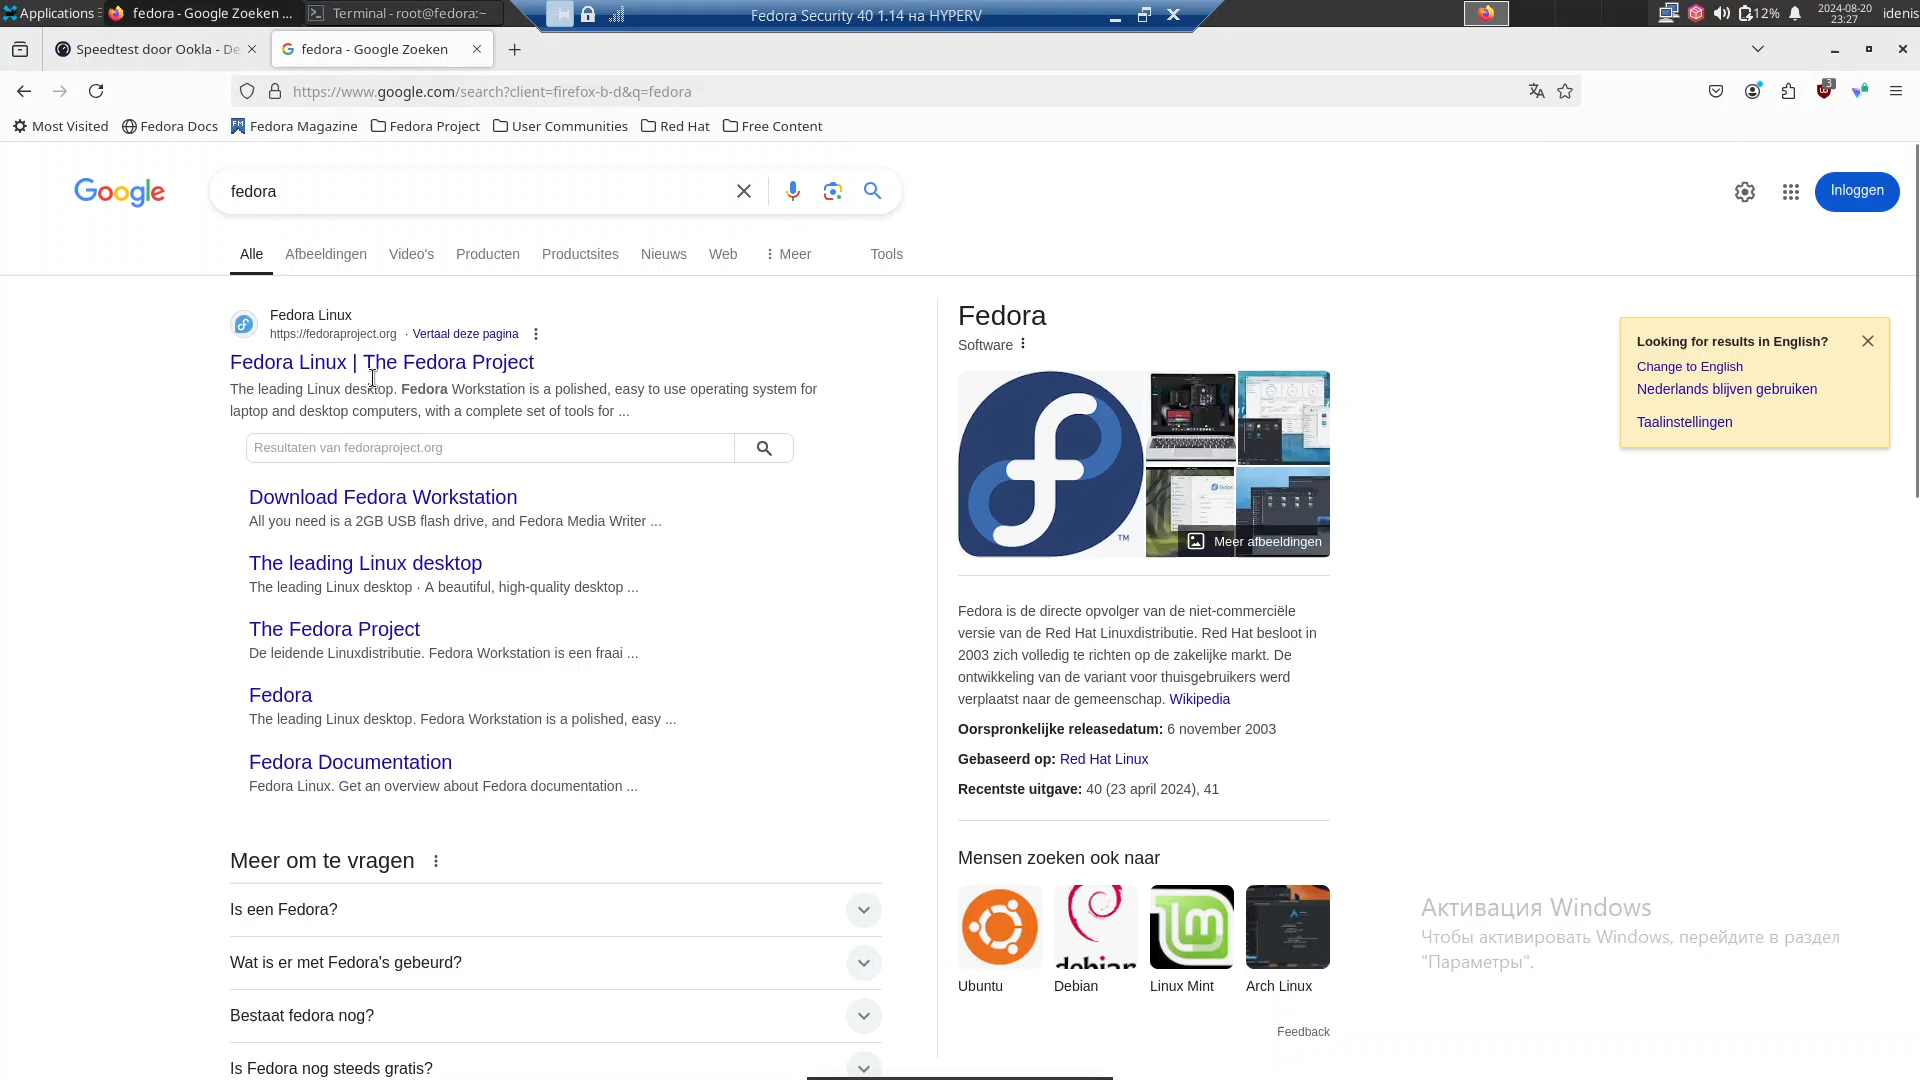 Applications
fedora - Google Zoeken ...
Terminal - root@fedora:~
Fedora Security 40 1.14 на HYPERV
12%
2024-08-20
23:27
idenis
Speedtest door Ookla - De
fedora - Google Zoeken
https://www.google.com/search?client=firefox-b-d&q=fedora
3
Most Visited
Fedora Docs
Fedora Magazine
Fedora Project
User Communities
Red Hat
Free Content
Google
fedora
Inloggen
Alle
Afbeeldingen
Video's
Producten
Productsites
Nieuws
Web
Meer
Tools
Fedora Linux
https://fedoraproject.org · Vertaal deze pagina
Fedora Linux | The Fedora Project
The leading Linux desktop. Fedora Workstation is a polished, easy to use operating system for
laptop and desktop computers, with a complete set of tools for ...
Resultaten van fedoraproject.org
Download Fedora Workstation
All you need is a 2GB USB flash drive, and Fedora Media Writer ...
The leading Linux desktop
The leading Linux desktop · A beautiful, high-quality desktop ...
The Fedora Project
De leidende Linuxdistributie. Fedora Workstation is een fraai ...
Fedora
The leading Linux desktop. Fedora Workstation is a polished, easy ...
Fedora Documentation
Fedora Linux. Get an overview about Fedora documentation ...
Meer om te vragen
Is een Fedora?
Wat is er met Fedora's gebeurd?
Bestaat fedora nog?
Is Fedora nog steeds gratis?
Fedora
Software
TM
Meer afbeeldingen
Fedora is de directe opvolger van de niet-commerciële
versie van de Red Hat Linuxdistributie. Red Hat besloot in
2003 zich volledig te richten op de zakelijke markt. De
ontwikkeling van de variant voor thuisgebruikers werd
verplaatst naar de gemeenschap. Wikipedia
Oorspronkelijke releasedatum: 6 november 2003
Gebaseerd op: Red Hat Linux
Recentste uitgave: 40 (23 april 2024), 41
Mensen zoeken ook naar
debian
Ubuntu
Debian
Linux Mint
Arch Linux
Feedback
Looking for results in English?
Change to English
Nederlands blijven gebruiken
Taalinstellingen
Активация Windows
Чтобы активировать Windows, перейдите в раздел
"Параметры".